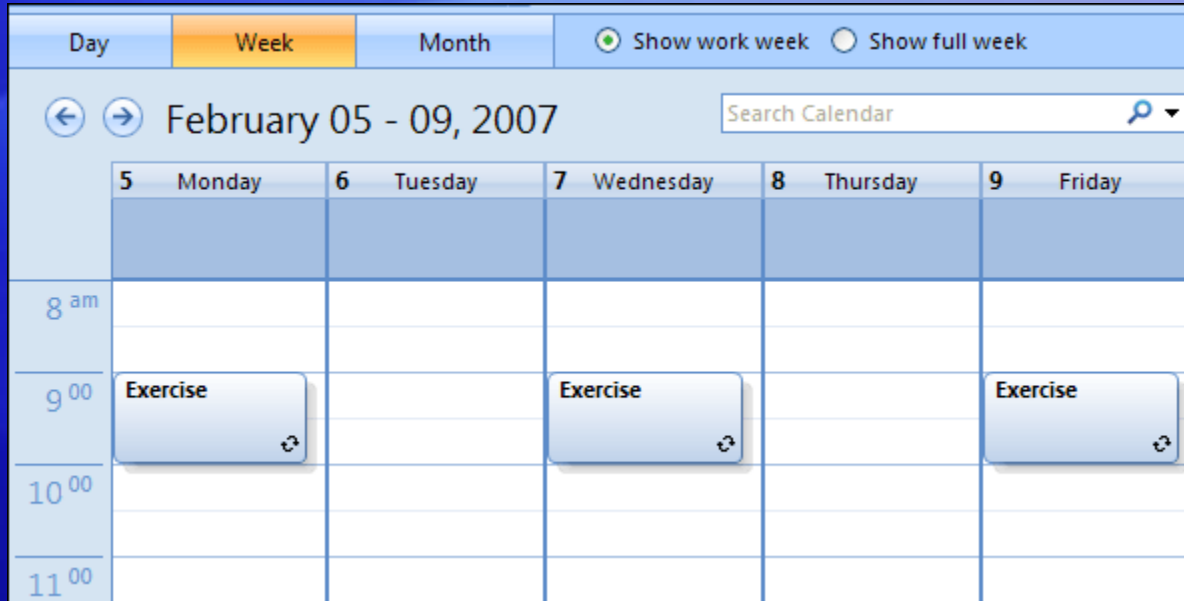 Day Week Month Show work week Show full week
February 05 - 09, 2007 Search Calendar
5 Monday 6 Tuesday 7 Wednesday 8 Thursday 9 Friday
8 am
9 00 Exercise Exercise Exercise
10 00
11 00